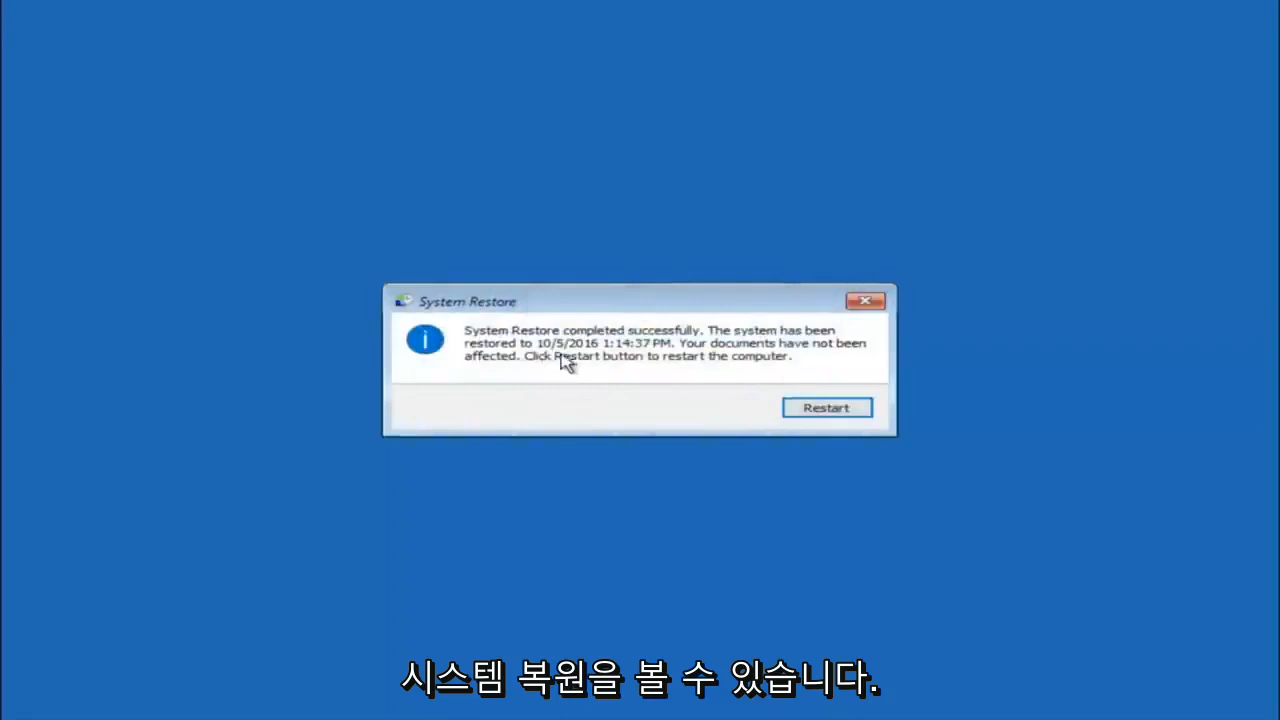 System Restore
System Restore completed successfully. The system has been
restored to 10/5/2016 1:14:37 PM. Your documents have not been
affected. Click Restart button to restart the computer.
Restart
시스템 복원을 볼 수 있습니다.